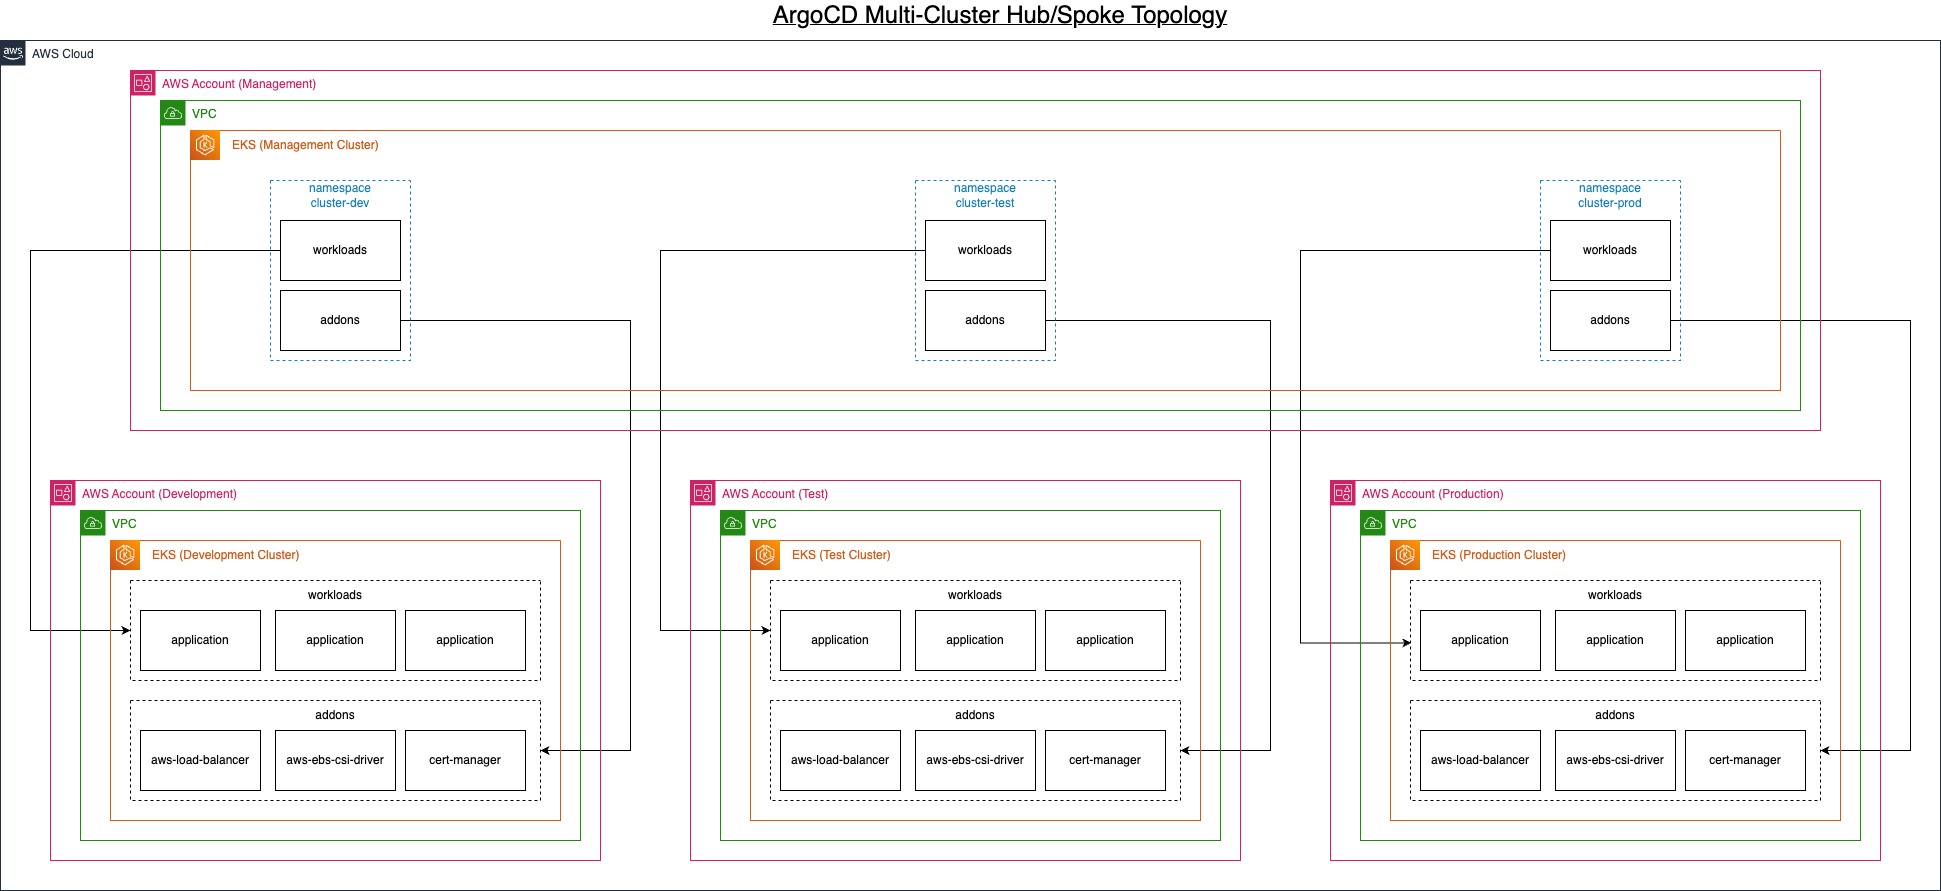 ArgoCD Multi-Cluster Hub/Spoke Topology
aws
AWS Cloud
AWS Account (Management)
VPC
EKS (Management Cluster)
namespace
cluster-dev
workloads
addons
namespace
cluster-test
workloads
addons
namespace
cluster-prod
workloads
addons
AWS Account (Development)
VPC
EKS (Development Cluster)
workloads
application
application
application
addons
aws-load-balancer
aws-ebs-csi-driver
cert-manager
AWS Account (Test)
VPC
EKS (Test Cluster)
workloads
application
application
application
addons
aws-load-balancer
aws-ebs-csi-driver
cert-manager
AWS Account (Production)
VPC
EKS (Production Cluster)
workloads
application
application
application
addons
aws-load-balancer
aws-ebs-csi-driver
cert-manager